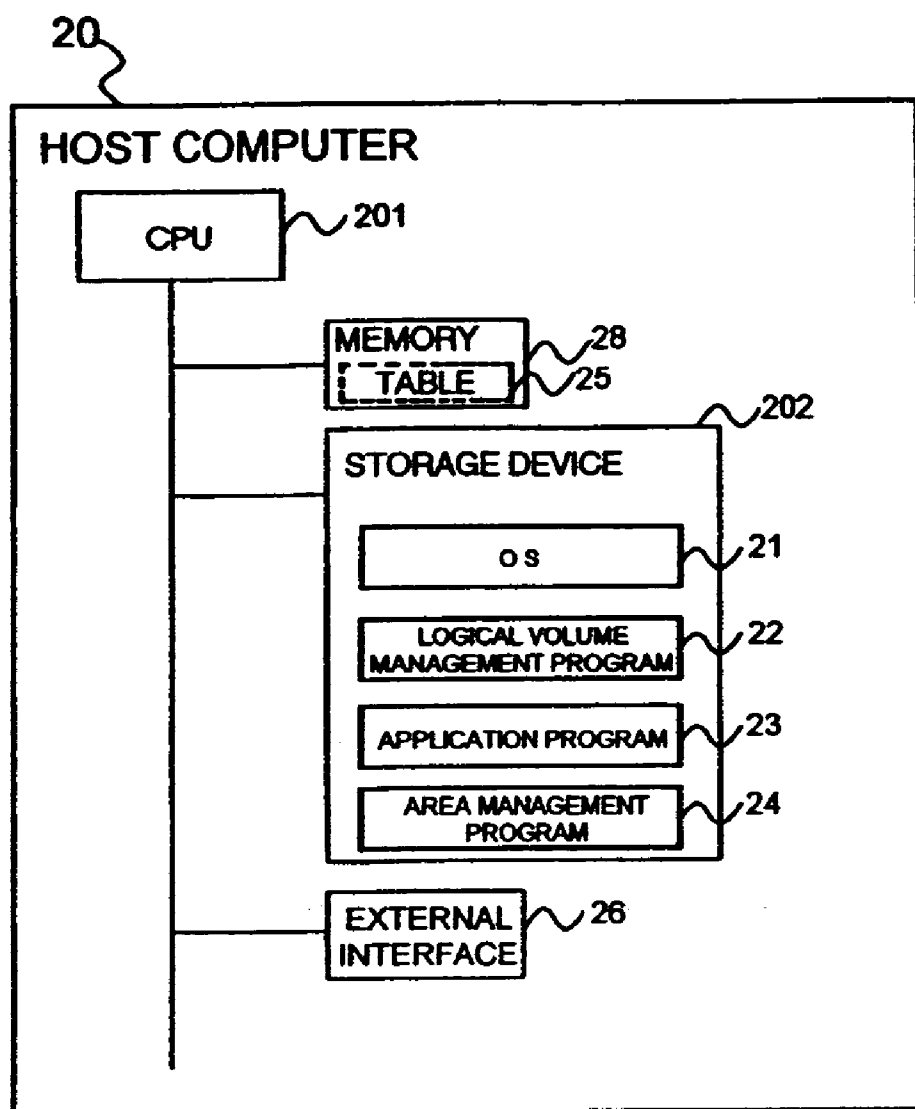 20
HOST COMPUTER
CPU
201
MEMORY
28
TABLE
25
202
STORAGE DEVICE
OS
21
LOGICAL VOLUME
MANAGEMENT PROGRAM
22
APPLICATION PROGRAM
23
AREA MANAGEMENT
PROGRAM
24
EXTERNAL
INTERFACE
26